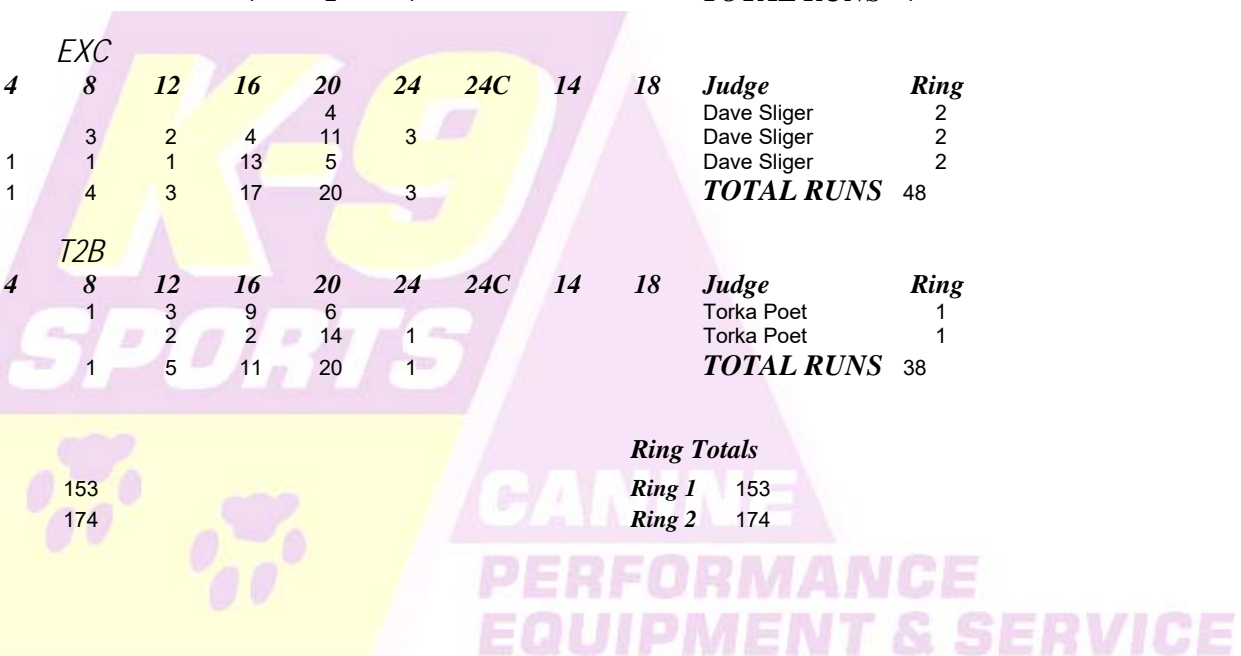 EXC
4 8 12 16 20 24 24C 14 18 Judge Ring
4 Dave Sliger 2
3 2 4 11 3 Dave Sliger 2
1 1 1 13 5 Dave Sliger 2
1 4 3 17 20 3 TOTAL RUNS 48
T2B
4 8 12 16 20 24 24C 14 18 Judge Ring
1 3 9 6 Torka Poet 1
2 2 14 1 Torka Poet 1
1 5 11 20 1 TOTAL RUNS 38
Ring Totals
153 Ring 1 153
174 Ring 2 174
K-9
SPORTS
CANINE
PERFORMANCE
EQUIPMENT & SERVICE